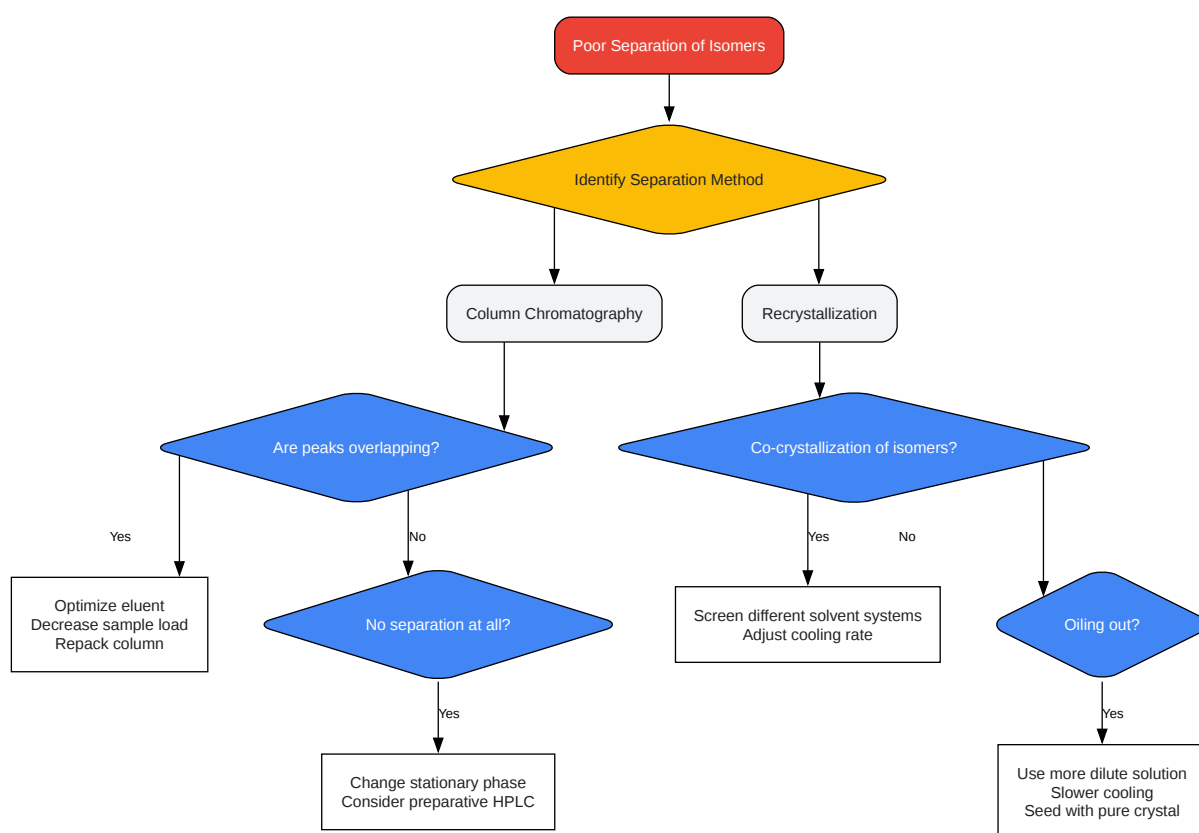 Poor Separation of Isomers
Identify Separation Method
Column Chromatography
Recrystallization
Are peaks overlapping?
Co-crystallization of isomers?
Yes
No
Yes
No
Optimize eluent
Decrease sample load
Repack column
No separation at all?
Screen different solvent systems
Adjust cooling rate
Oiling out?
Yes
Yes
Change stationary phase
Consider preparative HPLC
Use more dilute solution
Slower cooling
Seed with pure crystal